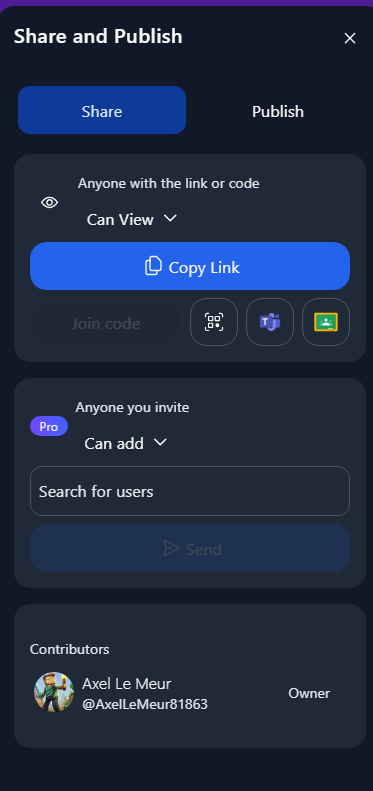 Share and Publish
Share
Publish
Anyone with the link or code
Can View
Copy Link
Join code
Anyone you invite
Pro
Can add
Search for users
Send
Contributors
Axel Le Meur
@AxelLeMeur81863
Owner